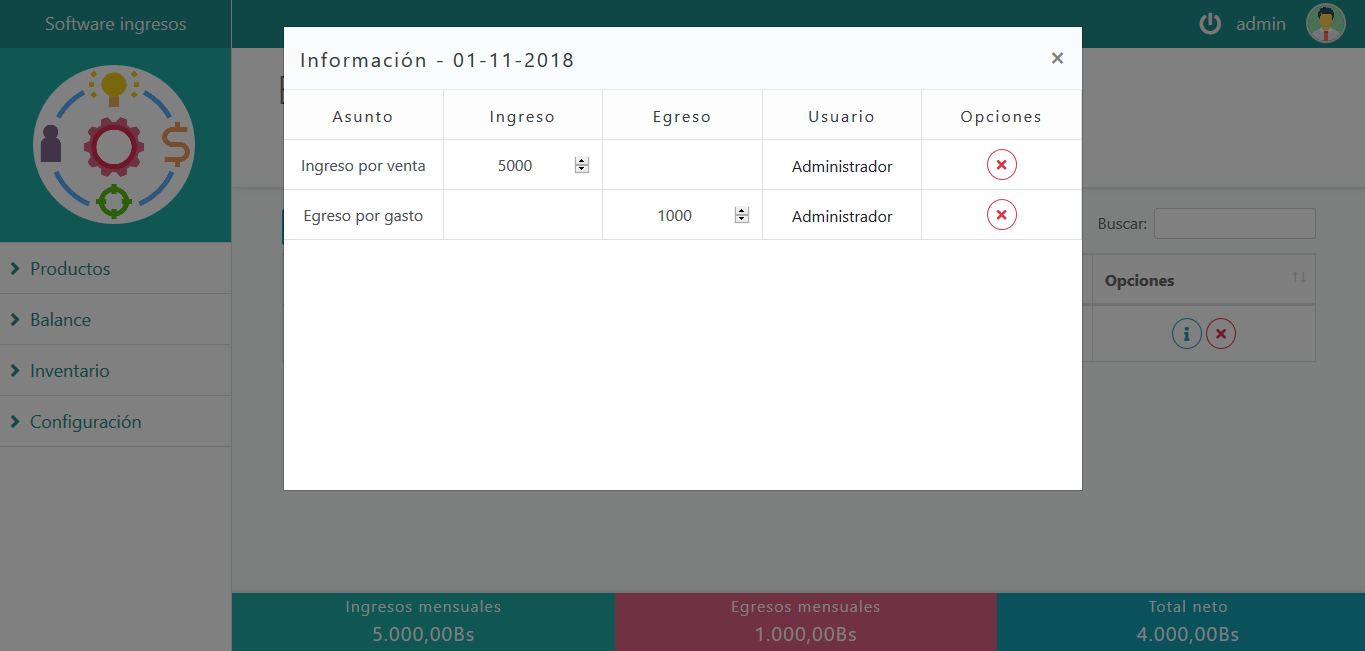 Software ingresos
admin
Información - 01-11-2018
×
Asunto Ingreso Egreso Usuario Opciones
Ingreso por venta 5000 Administrador
Egreso por gasto 1000 Administrador
Productos
Balance
Inventario
Configuración
Buscar:
Opciones
Ingresos mensuales
5.000,00Bs
Egresos mensuales
1.000,00Bs
Total neto
4.000,00Bs